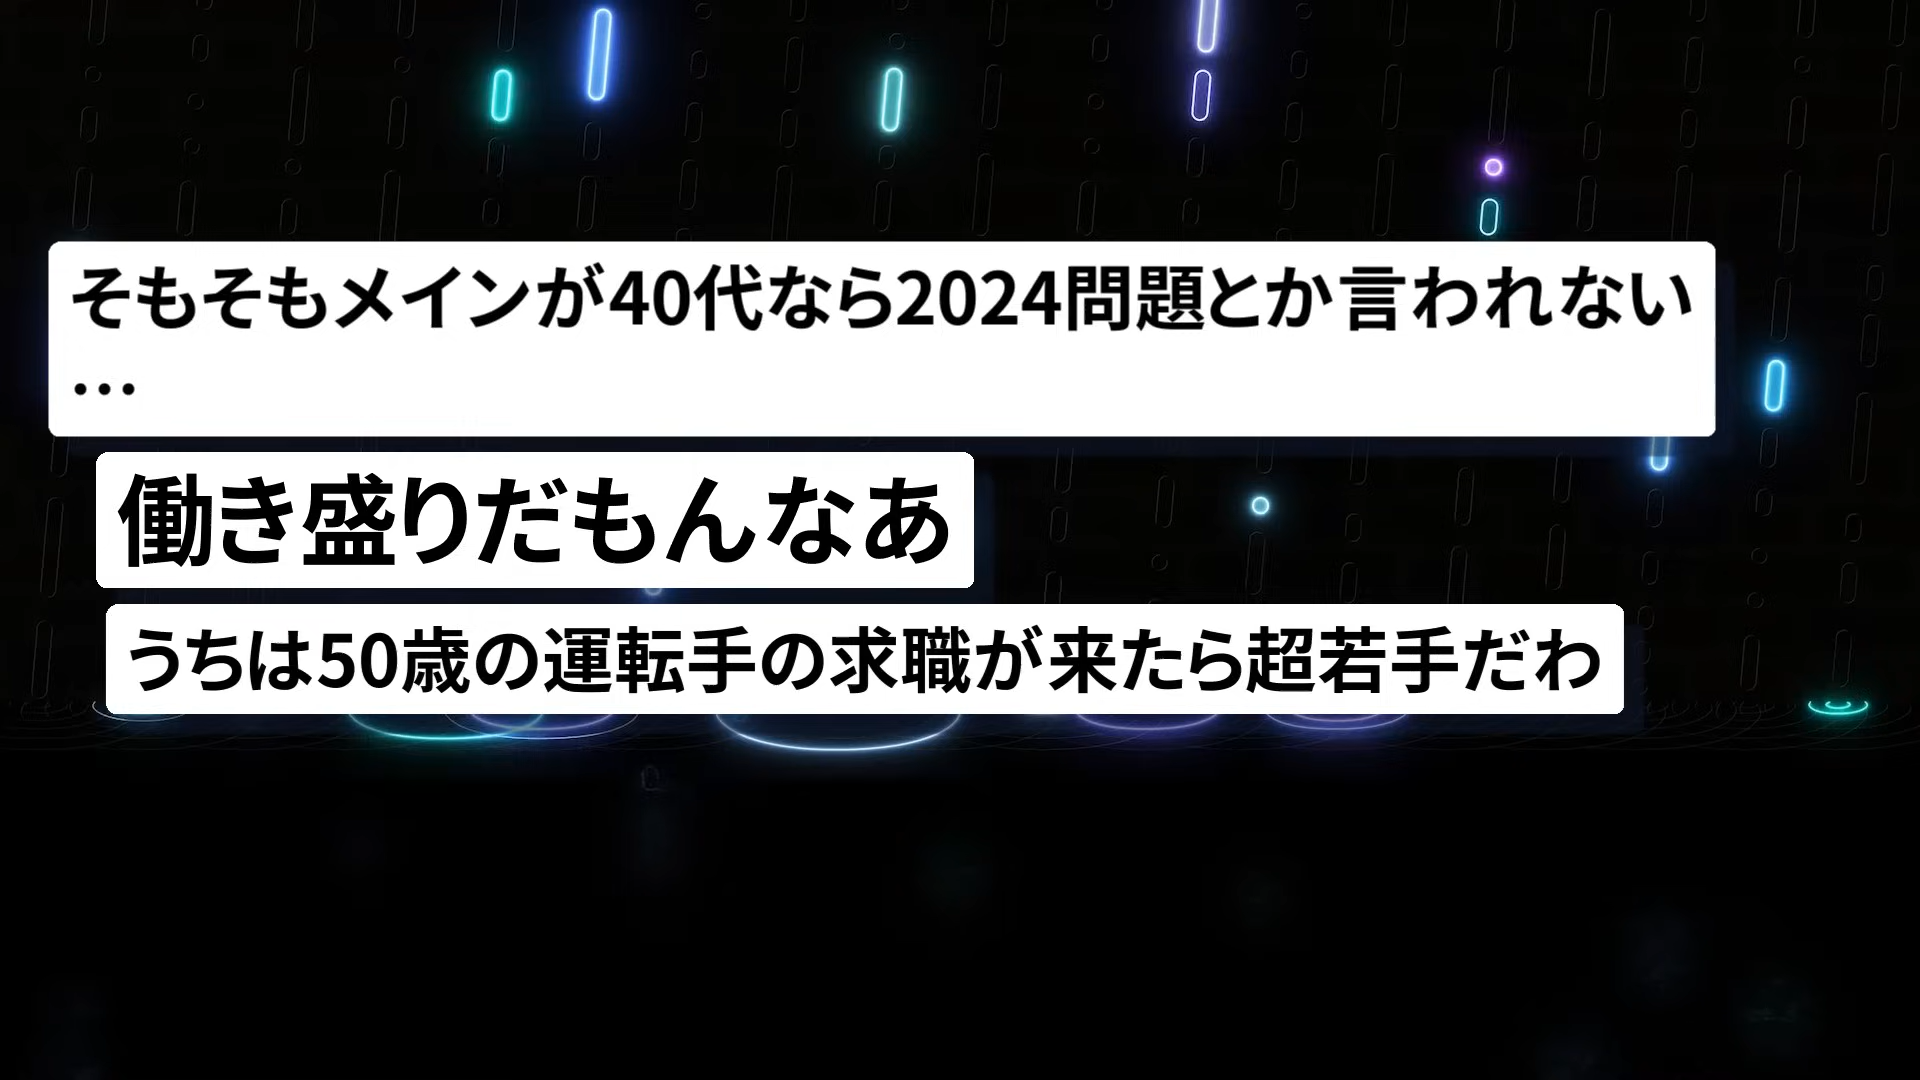 そもそもメインが40代なら2024問題とか言われない
…
働き盛りだもんなあ
うちは50歳の運転手の求職が来たら超若手だわ